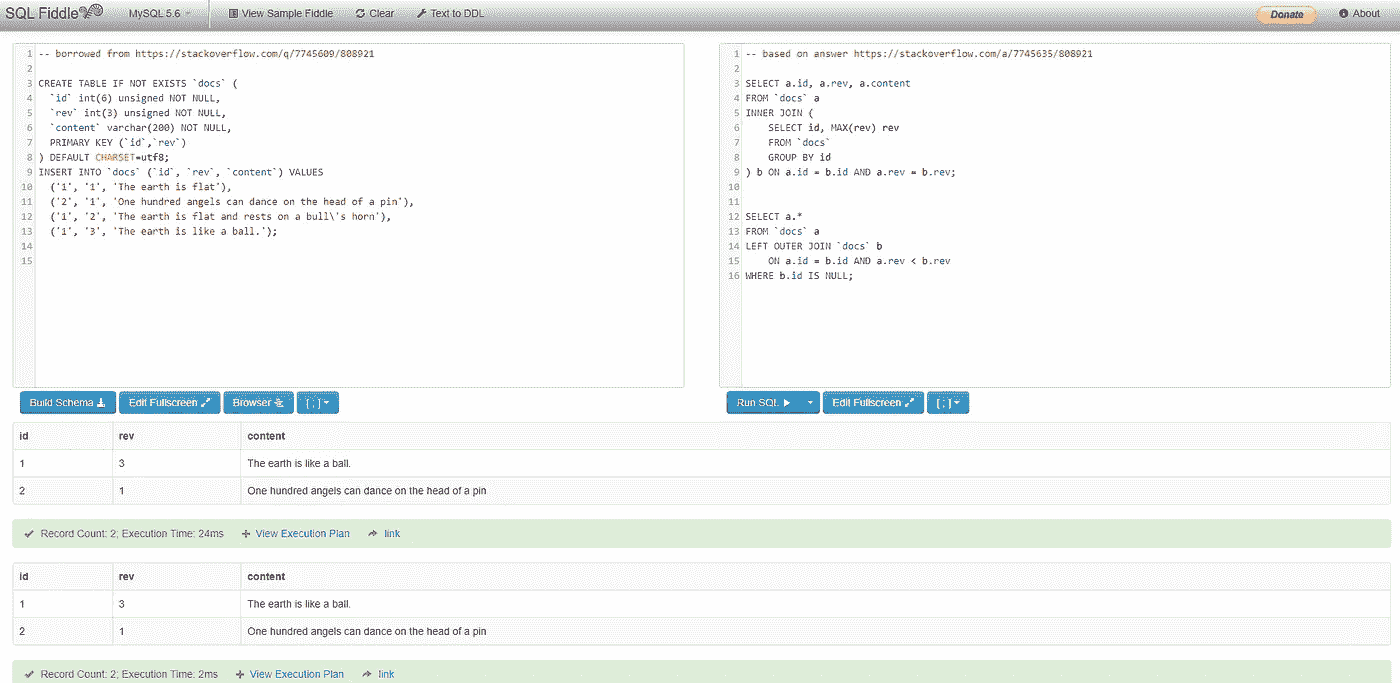 SQL Fiddle
MySQL 5.6 View Sample Fiddle Clear Text to DDL Donate About
1 -- borrowed from https://stackoverflow.com/q/7745609/808921
2
3 CREATE TABLE IF NOT EXISTS `docs` (
4 `id` int(6) unsigned NOT NULL,
5 `rev` int(3) unsigned NOT NULL,
6 `content` varchar(200) NOT NULL,
7 PRIMARY KEY (`id`,`rev`)
8 ) DEFAULT CHARSET=utf8;
9 INSERT INTO `docs` (`id`, `rev`, `content`) VALUES
10 ('1', '1', 'The earth is flat'),
11 ('2', '1', 'One hundred angels can dance on the head of a pin'),
12 ('1', '2', 'The earth is flat and rests on a bull\'s horn'),
13 ('1', '3', 'The earth is like a ball.');
14
15
1 -- based on answer https://stackoverflow.com/a/7745635/808921
2
3 SELECT a.id, a.rev, a.content
4 FROM `docs` a
5 INNER JOIN (
6 SELECT id, MAX(rev) rev
7 FROM `docs`
8 GROUP BY id
9 ) b ON a.id = b.id AND a.rev = b.rev;
10
11
12 SELECT a.*
13 FROM `docs` a
14 LEFT OUTER JOIN `docs` b
15 ON a.id = b.id AND a.rev < b.rev
16 WHERE b.id IS NULL;
Build Schema Edit Fullscreen Browser [ ; ]
Run SQL Edit Fullscreen [ ; ]
id rev content
1 3 The earth is like a ball.
2 1 One hundred angels can dance on the head of a pin
Record Count: 2; Execution Time: 24ms View Execution Plan link
id rev content
1 3 The earth is like a ball.
2 1 One hundred angels can dance on the head of a pin
Record Count: 2; Execution Time: 2ms View Execution Plan link